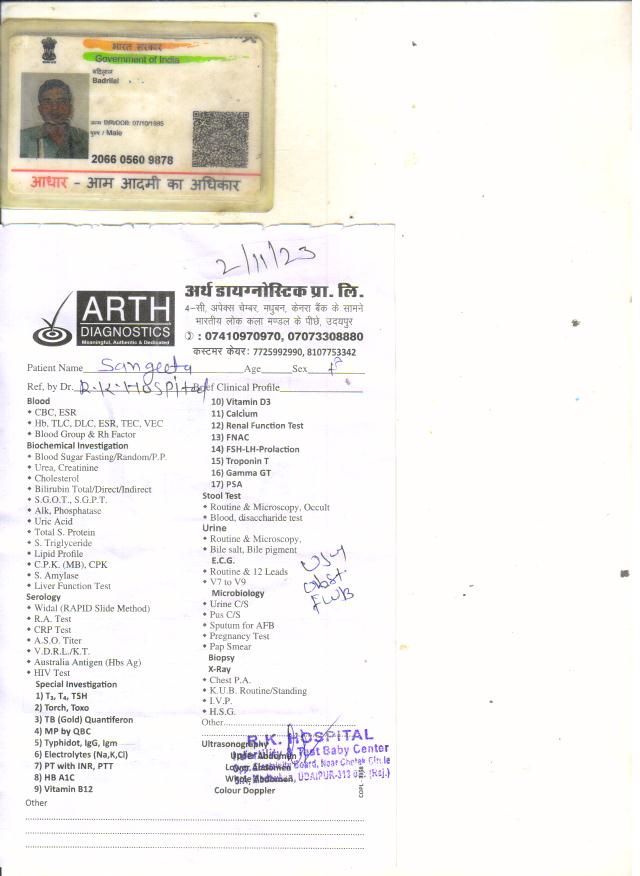 भारत सरकार
Government of India
Badrilal
DOB: 07/10/1985
पुरुष / Male
2066 0560 9878
आधार - आम आदमी का अधिकार
2/11/23
ARTH
DIAGNOSTICS
Meaningful, Authentic & Dedicated
अर्थ डायग्नोस्टिक प्रा. लि.
4-सी, अपेक्स चेम्बर, मधुबन, केनरा बैंक के सामने
भारतीय लोक कला मण्डल के पीछे, उदयपुर
: 07410970970, 07073308880
कस्टमर केयर: 7725992990, 8107753342
Patient Name Sangeeta Age Sex
Ref, by Dr. R.K. Hospital Brief Clinical Profile
Blood
CBC, ESR
Hb, TLC, DLC, ESR, TEC, VEC
Blood Group & Rh Factor
Biochemical Investigation
Blood Sugar Fasting/Random/P.P.
Urea, Creatinine
Cholesterol
Bilirubin Total/Direct/Indirect
S.G.O.T., S.G.P.T.
Alk, Phosphatase
Uric Acid
Total S. Protein
S. Triglyceride
Lipid Profile
C.P.K. (MB), CPK
S. Amylase
Liver Function Test
Serology
Widal (RAPID Slide Method)
R.A. Test
CRP Test
A.S.O. Titer
V.D.R.L./K.T.
Australia Antigen (Hbs Ag)
HIV Test
Special Investigation
1) T₃, T₄, TSH
2) Torch, Toxo
3) TB (Gold) Quantiferon
4) MP by QBC
5) Typhidot, IgG, Igm
6) Electrolytes (Na,K,Cl)
7) PT with INR, PTT
8) HB A1C
9) Vitamin B12
Other
10) Vitamin D3
11) Calcium
12) Renal Function Test
13) FNAC
14) FSH-LH-Prolaction
15) Troponin T
16) Gamma GT
17) PSA
Stool Test
Routine & Microscopy, Occult
Blood, disaccharide test
Urine
Routine & Microscopy,
Bile salt, Bile pigment
E.C.G.
Routine & 12 Leads
V7 to V9
Microbiology
Urine C/S
Pus C/S
Sputum for AFB
Pregnancy Test
Pap Smear
Biopsy
X-Ray
Chest P.A.
K.U.B. Routine/Standing
I.V.P.
H.S.G.
Other
Ultrasonography
Upper Abdomen
Lower Abdomen
Whole Abdomen
Colour Doppler
Obst.
FWB
R.K. HOSPITAL
Infertility & Test Baby Center
Board, Near Chetak Circle
UDAIPUR-313 001 (Raj.)